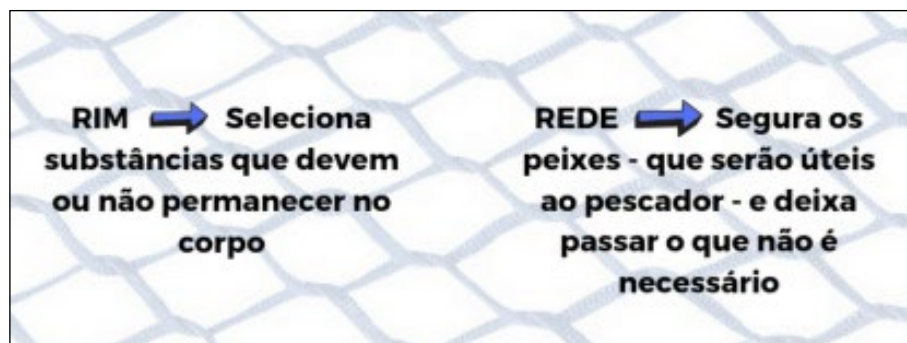 RIM Seleciona
substâncias que devem
ou não permanecer no
corpo
REDE Segura os
peixes - que serão úteis
ao pescador - e deixa
passar o que não é
necessário